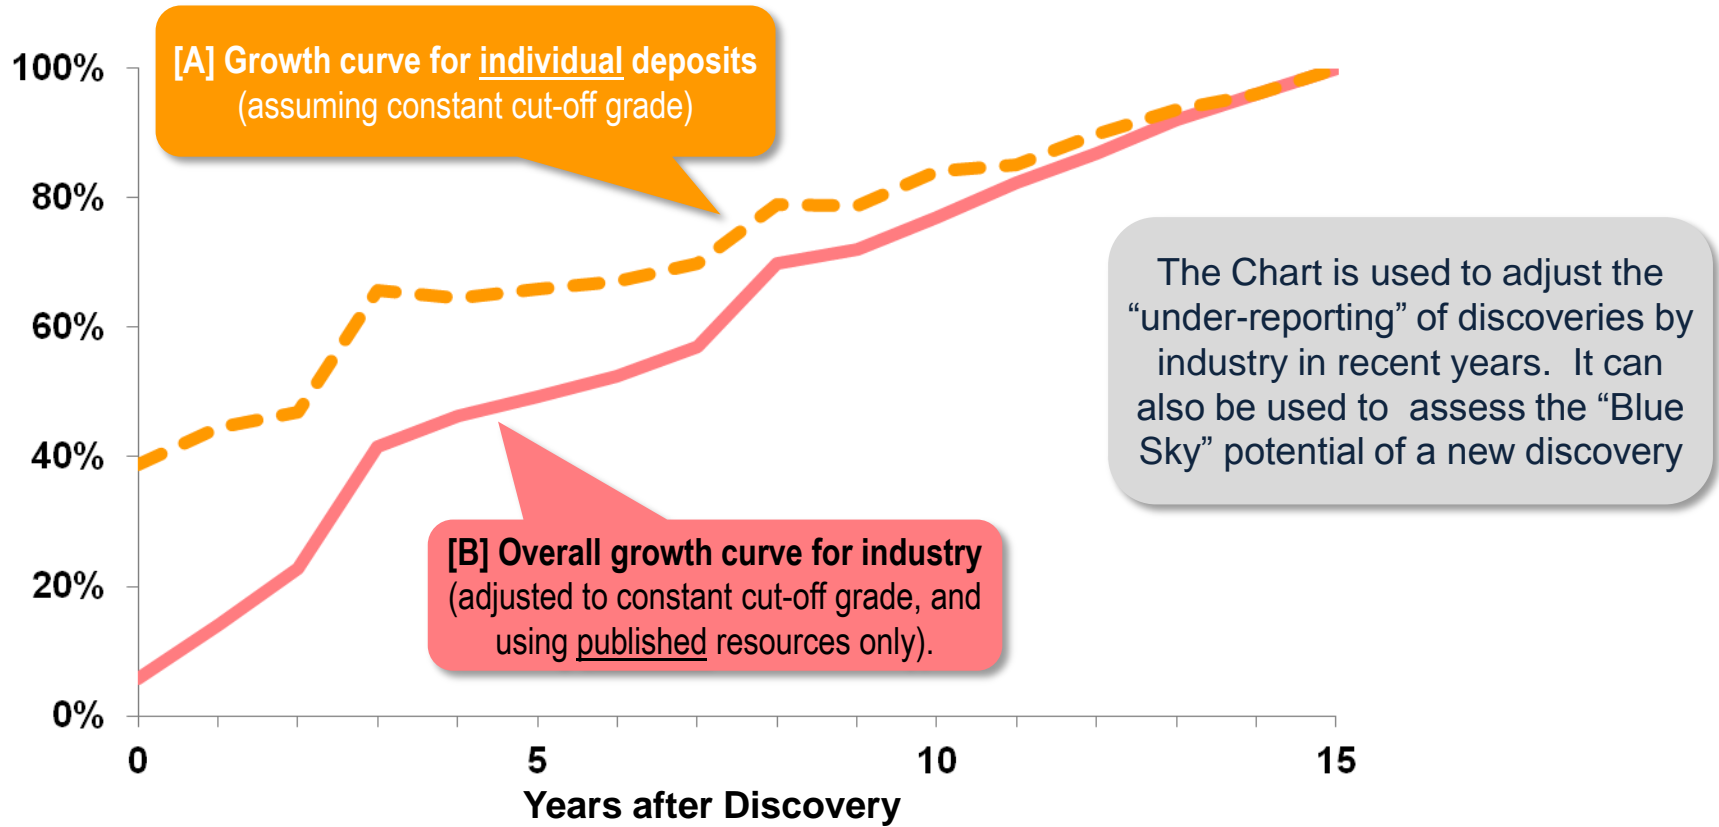 [A] Growth curve for individual deposits
(assuming constant cut-off grade)
100%
80%
60%
40%
20%
0%
The Chart is used to adjust the
“under-reporting” of discoveries by
industry in recent years.  It can
also be used to  assess the “Blue
Sky” potential of a new discovery
[B] Overall growth curve for industry
(adjusted to constant cut-off grade, and
using published resources only).
0
5
10
15
Years after Discovery